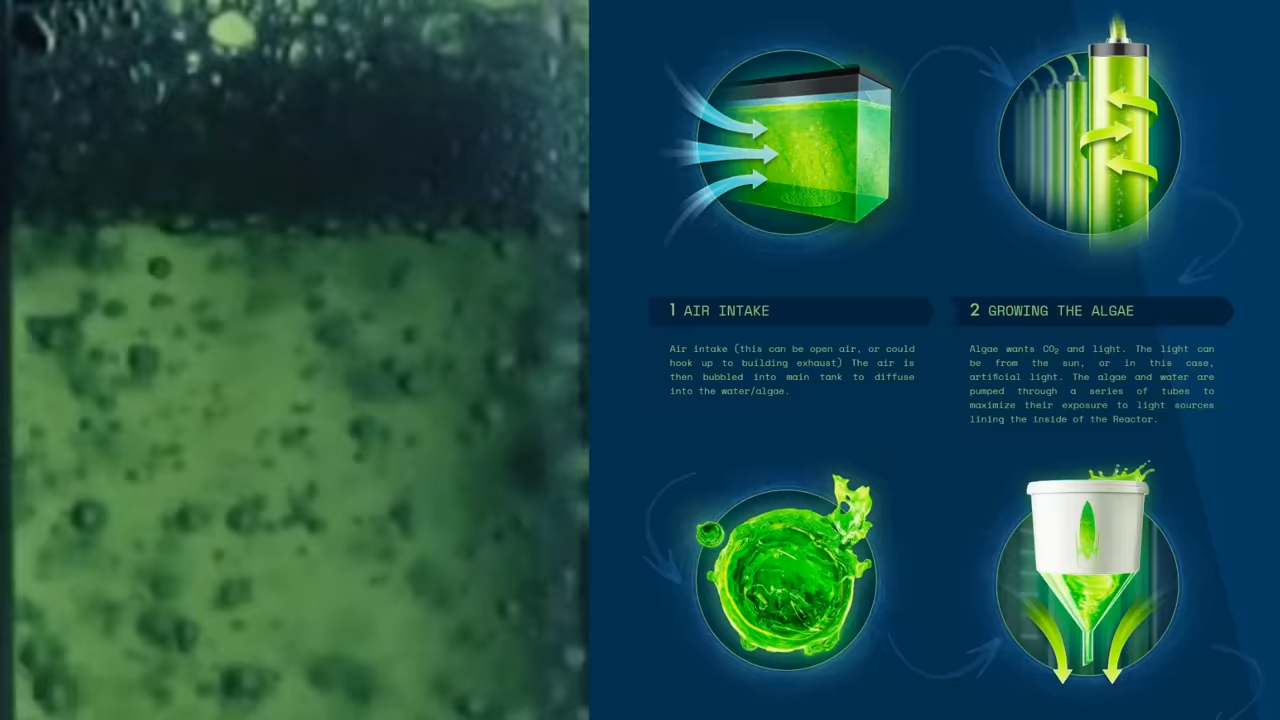 1 AIR INTAKE
Air intake (this can be open air, or could
hook up to building exhaust) The air is
then bubbled into main tank to diffuse
into the water/algae.
2 GROWING THE ALGAE
Algae wants CO₂ and light. The light can
be from the sun, or in this case,
artificial light. The algae and water are
pumped through a series of tubes to
maximize their exposure to light sources
lining the inside of the Reactor.